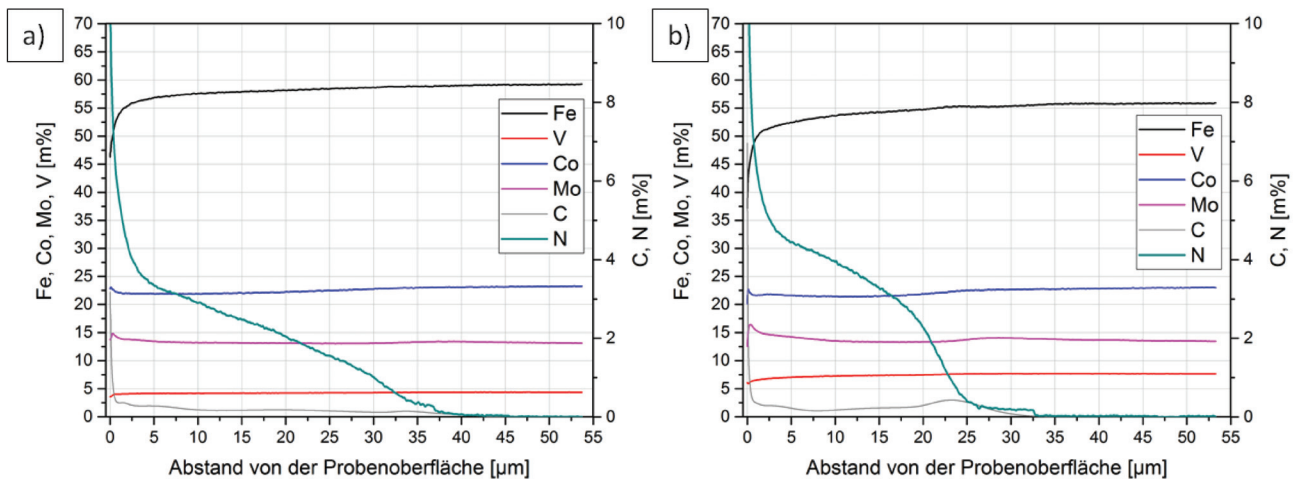 a)
70
65
60
55
50
45
40
35
30
25
20
15
10
5
0
Fe, Co, Mo, V [m%]
10
8
6
4
2
0
C, N [m%]
Fe
V
Co
Mo
C
N
0 5 10 15 20 25 30 35 40 45 50 55
Abstand von der Probenoberfläche [µm]
b)
70
65
60
55
50
45
40
35
30
25
20
15
10
5
0
Fe, Co, Mo, V [m%]
10
8
6
4
2
0
C, N [m%]
Fe
V
Co
Mo
C
N
0 5 10 15 20 25 30 35 40 45 50 55
Abstand von der Probenoberfläche [µm]